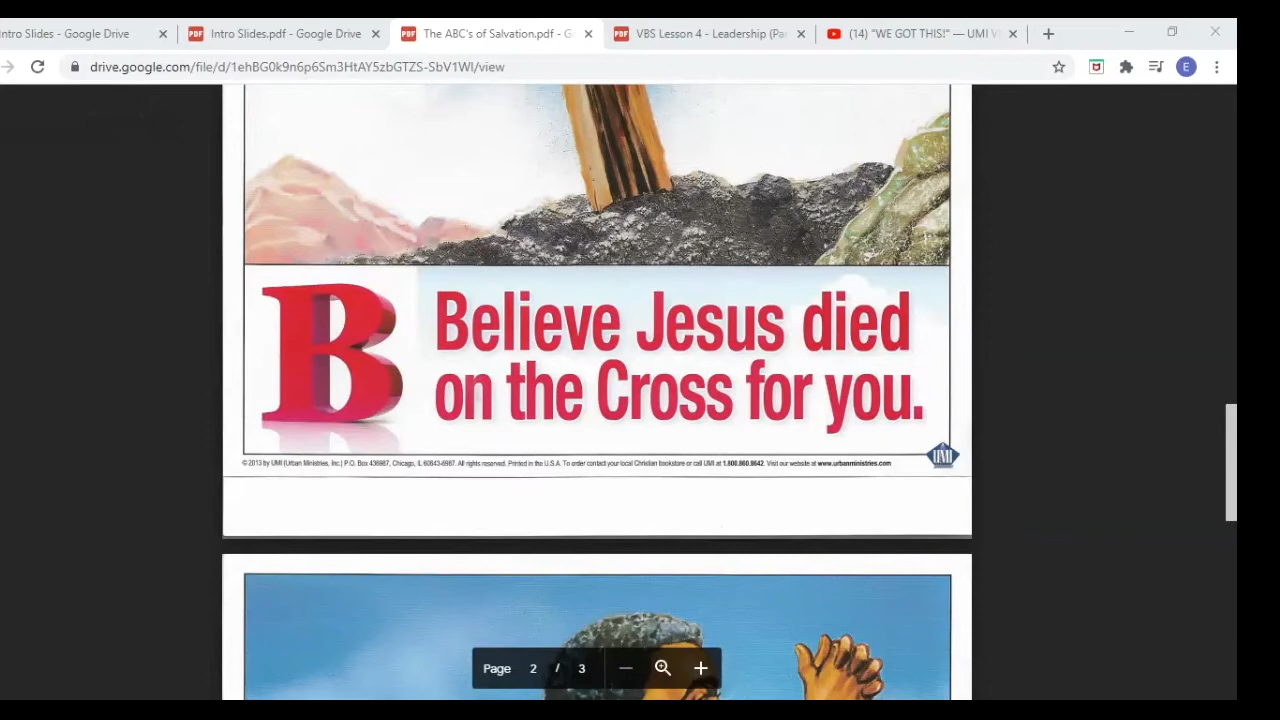 ntro Slides - Google Drive
PDF Intro Slides.pdf - Google Drive
PDF The ABC's of Salvation.pdf - G
PDF VBS Lesson 4 - Leadership (Pa
(14) "WE GOT THIS!" — UMI V
drive.google.com/file/d/1ehBG0k9n6p6Sm3HtAY5zbGTZS-SbV1WI/view
E
B
Believe Jesus died
on the Cross for you.
© 2013 by UMI (Urban Ministries, Inc.) P.O. Box 436987, Chicago, IL 60643-6987. All rights reserved. Printed in the U.S.A. To order contact your local Christian bookstore or call UMI at 1.800.860.8642. Visit our website at www.urbanministries.com
UMI
Page 2 / 3